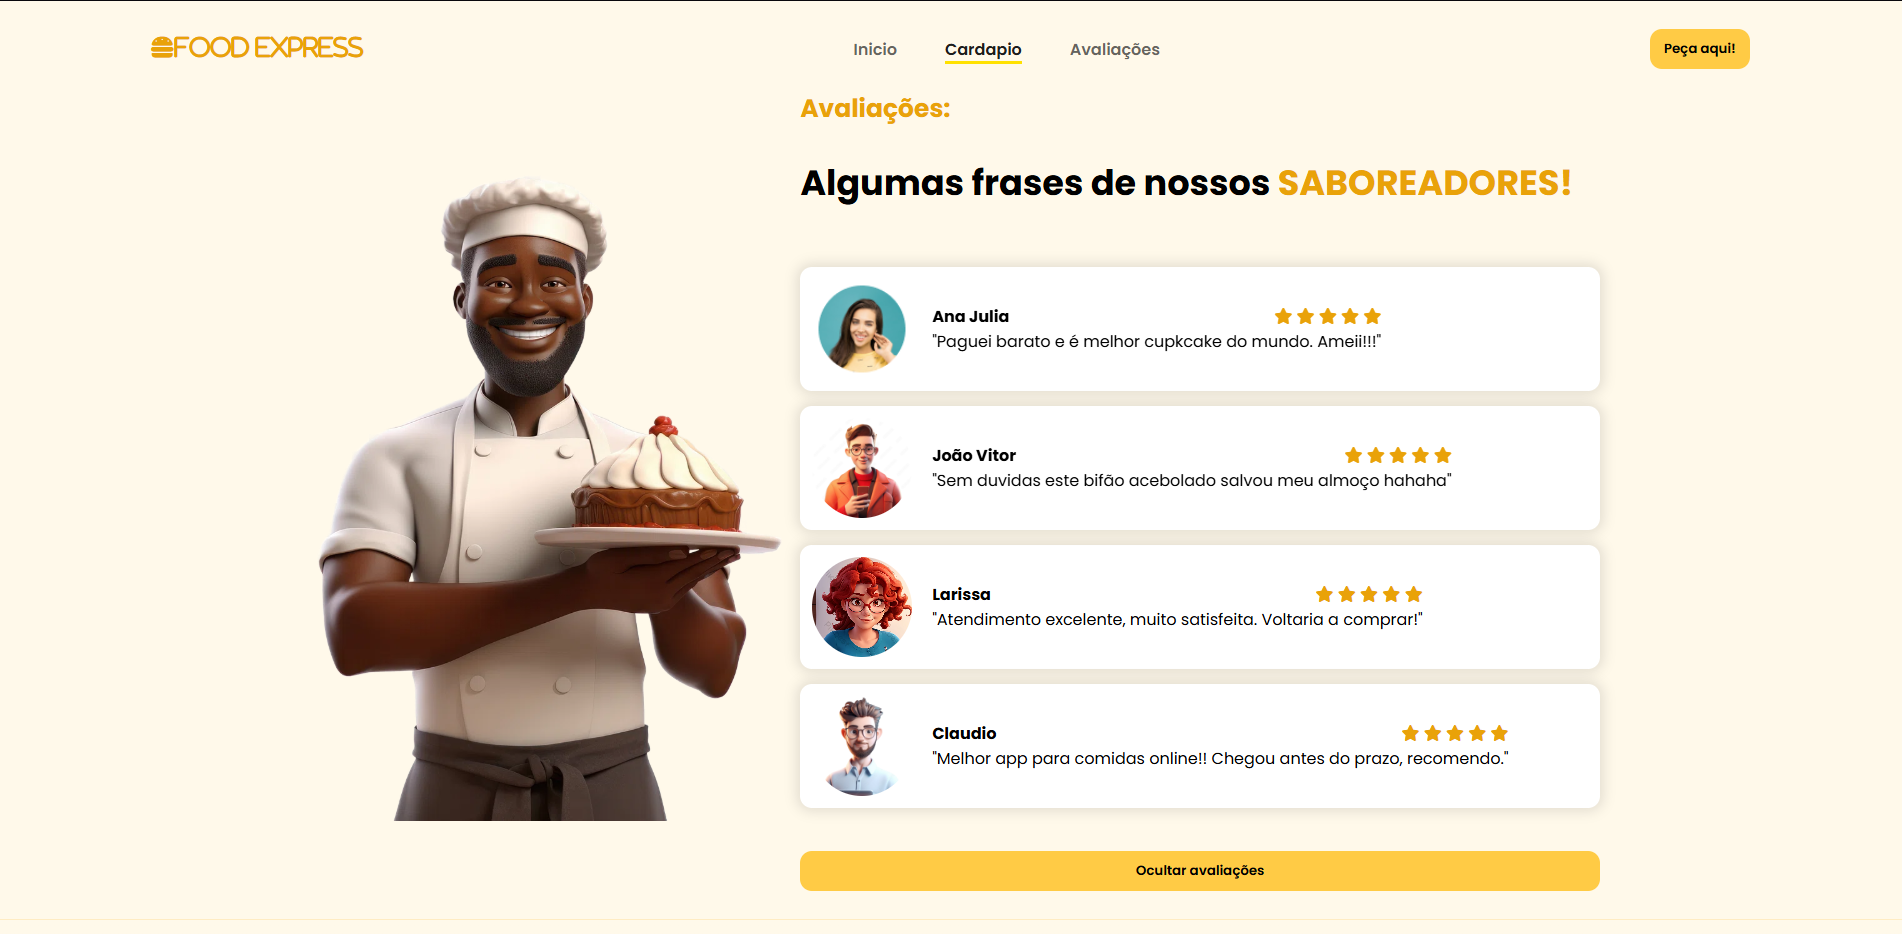 FOOD EXPRESS
Inicio
Cardapio
Avaliações
Peça aqui!
Avaliações:
Algumas frases de nossos SABOREADORES!
Ana Julia
"Paguei barato e é melhor cupkcake do mundo. Ameii!!!"
João Vitor
"Sem duvidas este bifão acebolado salvou meu almoço hahaha"
Larissa
"Atendimento excelente, muito satisfeita. Voltaria a comprar!"
Claudio
"Melhor app para comidas online!! Chegou antes do prazo, recomendo."
Ocultar avaliações